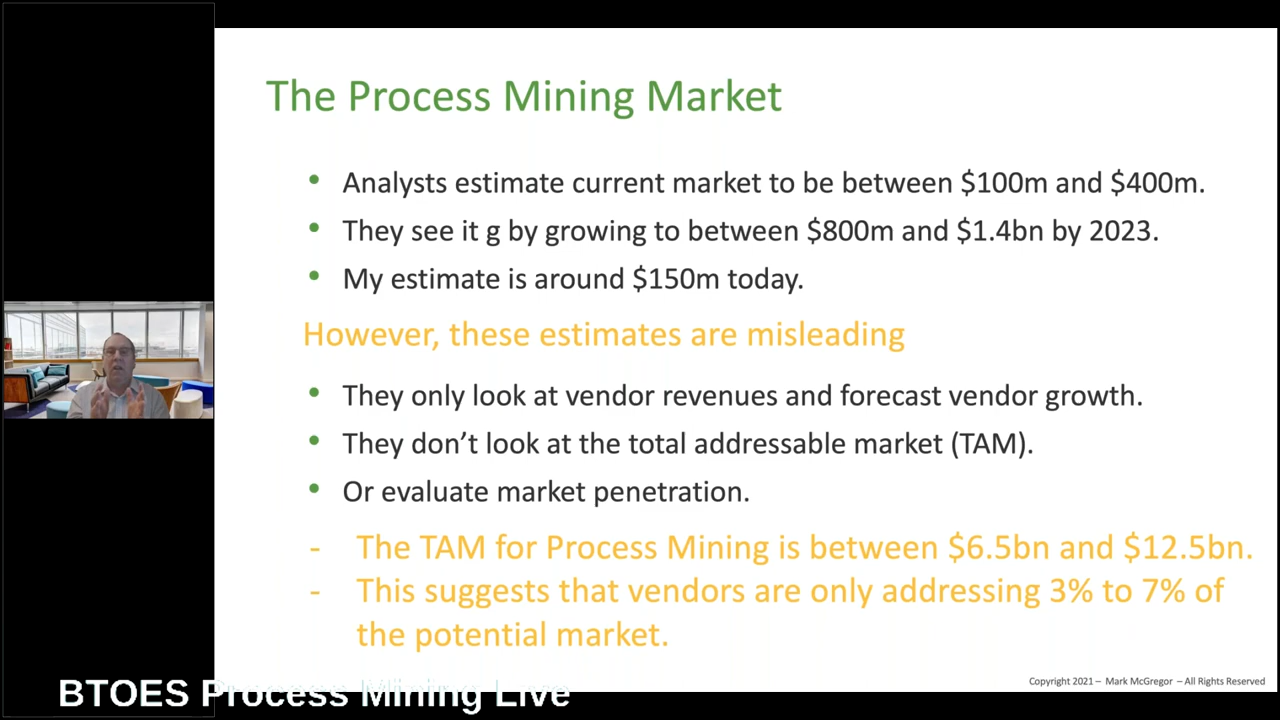 The Process Mining Market
• Analysts estimate current market to be between $100m and $400m.
• They see it g by growing to between $800m and $1.4bn by 2023.
• My estimate is around $150m today.
However, these estimates are misleading
• They only look at vendor revenues and forecast vendor growth.
• They don’t look at the total addressable market (TAM).
• Or evaluate market penetration.
- The TAM for Process Mining is between $6.5bn and $12.5bn.
- This suggests that vendors are only addressing 3% to 7% of
the potential market.
Copyright 2021 – Mark McGregor – All Rights Reserved
BTOES Process Mining Live